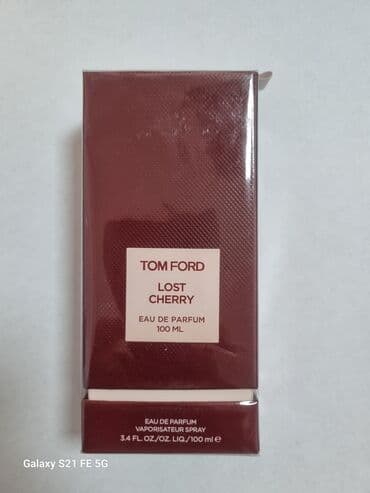 TOM FORD
LOST
CHERRY
EAU DE PARFUM
100 ML
EAU DE PARFUM
VAPORISATEUR SPRAY
3.4 FL. OZ./OZ. LIQ./100 ml e
Galaxy S21 FE 5G